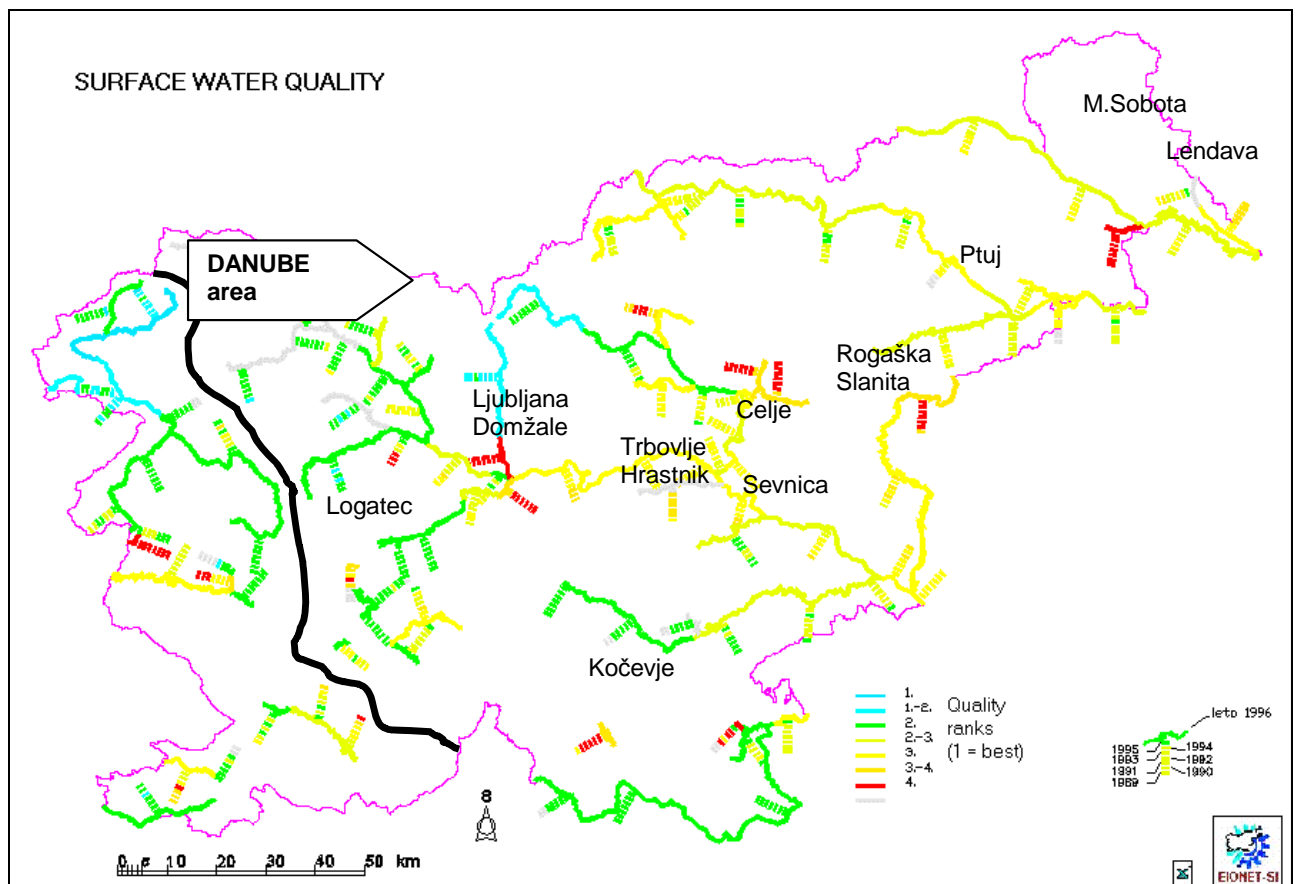 SURFACE WATER QUALITY
M.Sobota
Lendava
DANUBE
area
Ptuj
Rogaška
Slanita
Ljubljana
Domžale
Celje
Trbovlje
Hrastnik
Sevnica
Logatec
Kočevje
1.
1.-2.
2.
2.-3.
3.
3.-4.
4.
Quality
ranks
(1 = best)
leto 1996
1995 1994
1993 1992
1991 1990
1989
8
0 10 20 30 40 50 km
EIONET-SI